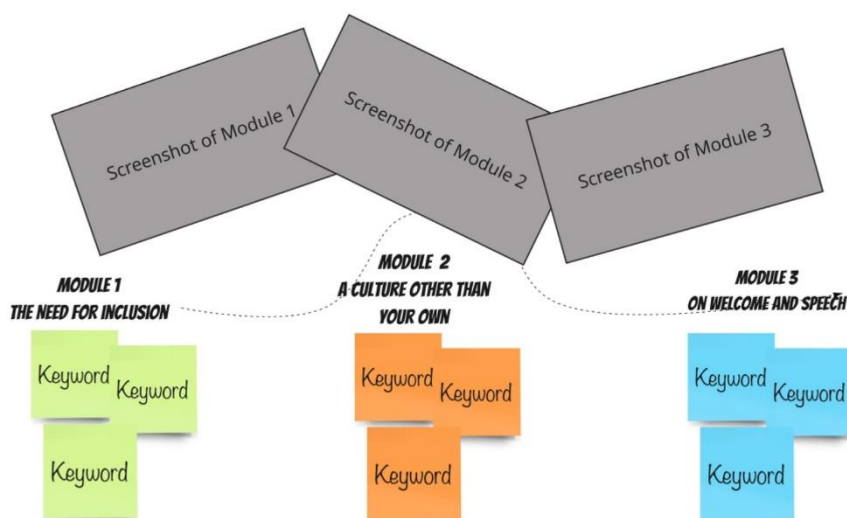 Screenshot of Module 1
Screenshot of Module 2
Screenshot of Module 3
MODULE 1
THE NEED FOR INCLUSION
MODULE 2
A CULTURE OTHER THAN
YOUR OWN
MODULE 3
ON WELCOME AND SPEECH
Keyword
Keyword
Keyword
Keyword
Keyword
Keyword
Keyword
Keyword
Keyword